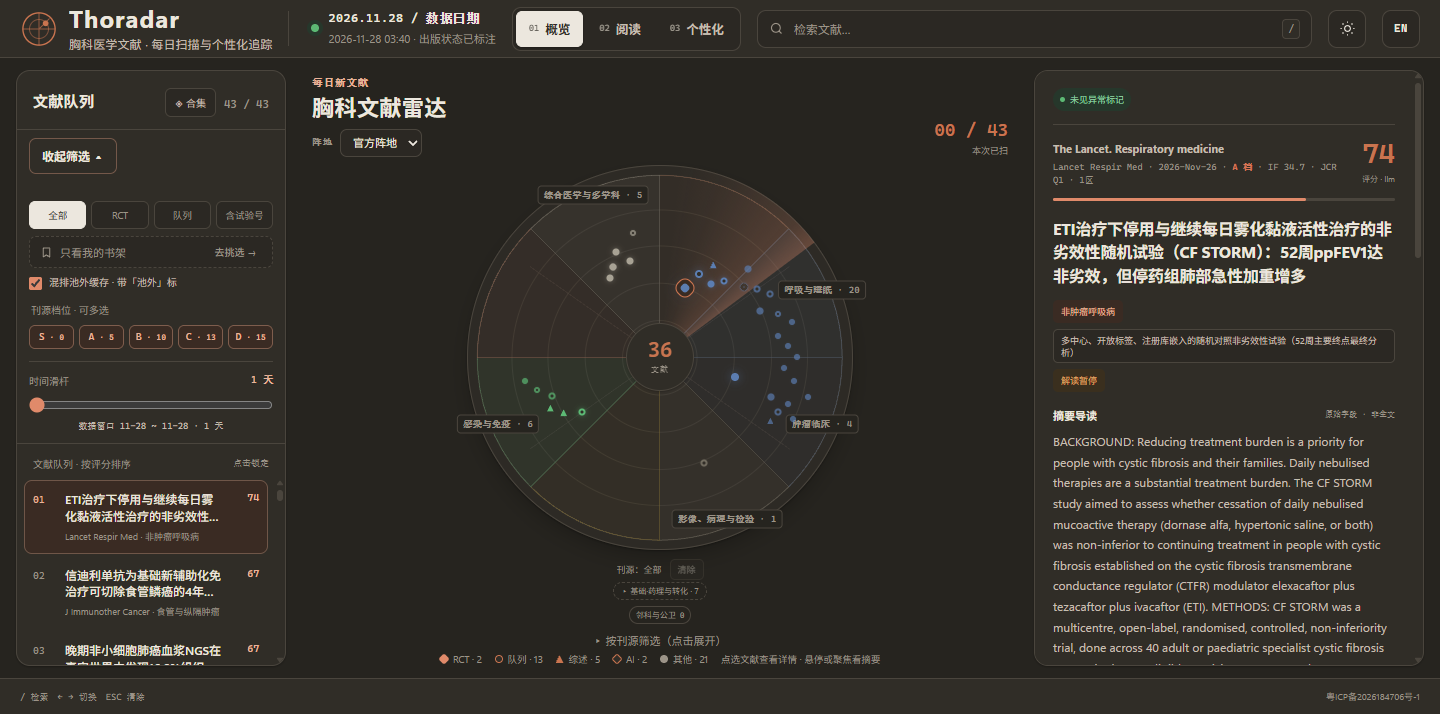 Thoradar
胸科医学文献 · 每日扫描与个性化追踪
2026.11.28 / 数据日期
2026-11-28 03:40 · 出版状态已标注
01 概览
02 阅读
03 个性化
检索文献...
/
EN
文献队列
◈ 合集
43 / 43
收起筛选
全部
RCT
队列
含试验号
只看我的书架
去挑选 →
混排池外缓存 · 带「池外」标
刊源档位 · 可多选
S · 0
A · 5
B · 10
C · 13
D · 15
时间滑杆
1 天
数据窗口 11-28 ~ 11-28 · 1 天
文献队列 · 按评分排序
点击锁定
01
ETI治疗下停用与继续每日雾
化黏液活性治疗的非劣效性...
74
Lancet Respir Med · 非肿瘤呼吸病
02
信迪利单抗为基础新辅助化免
治疗可切除食管鳞癌的4年...
67
J Immunother Cancer · 食管与纵隔肿瘤
03
晚期非小细胞肺癌血浆NGS在
67
每日新文献
胸科文献雷达
阵地
官方阵地
00 / 43
本次已扫
综合医学与多学科 · 5
呼吸与睡眠 · 20
36
文献
感染与免疫 · 6
肿瘤临床 · 4
影像、病理与检验 · 1
刊源: 全部
清除
▸ 基础·药理与转化 · 7
邻科与公卫 0
▸ 按刊源筛选（点击展开）
RCT · 2
队列 · 13
综述 · 5
AI · 2
其他 · 21
点选文献查看详情 · 悬停或聚焦看摘要
未见异常标记
The Lancet. Respiratory medicine
Lancet Respir Med · 2026-Nov-26 · A 档 · IF 34.7 · JCR
Q1 · 1区
74
评分 · llm
ETI治疗下停用与继续每日雾化黏液活性治疗的非
劣效性随机试验（CF STORM）：52周ppFEV1达
非劣效，但停药组肺部急性加重增多
非肿瘤呼吸病
多中心、开放标签、注册库嵌入的随机对照非劣效性试验（52周主要终点最终分
析）
解读暂停
摘要导读
原始字段 · 非全文
BACKGROUND: Reducing treatment burden is a priority for
people with cystic fibrosis and their families. Daily nebulised
therapies are a substantial treatment burden. The CF STORM
study aimed to assess whether cessation of daily nebulised
mucoactive therapy (dornase alfa, hypertonic saline, or both)
was non-inferior to continuing treatment in people with cystic
fibrosis established on the cystic fibrosis transmembrane
conductance regulator (CFTR) modulator elexacaftor plus
tezacaftor plus ivacaftor (ETI). METHODS: CF STORM was a
multicentre, open-label, randomised, controlled, non-inferiority
trial, done across 40 adult or paediatric specialist cystic fibrosis
/ 检索
← → 切换
ESC 清除
粤ICP备2026184706号-1